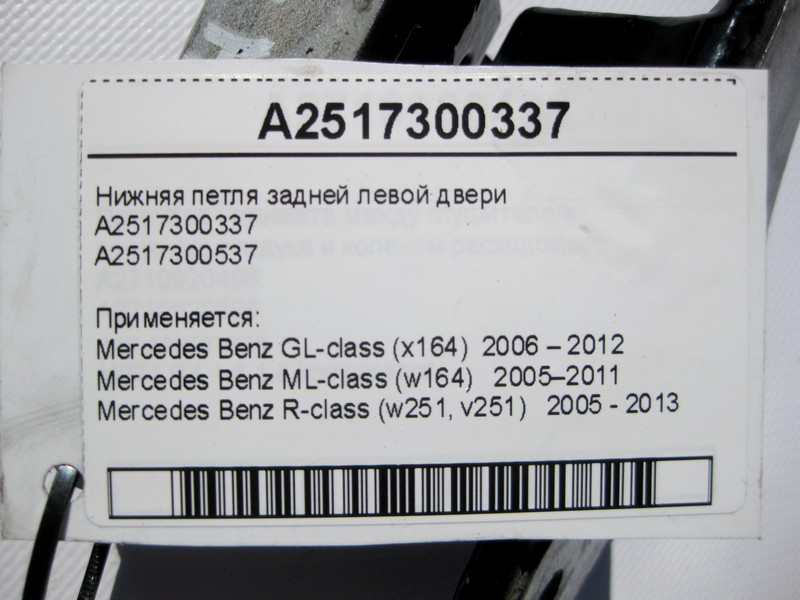 A2517300337
Нижняя петля задней левой двери
A2517300337
A2517300537
Применяется:
Mercedes Benz GL-class (x164) 2006 – 2012
Mercedes Benz ML-class (w164) 2005–2011
Mercedes Benz R-class (w251, v251) 2005 - 2013